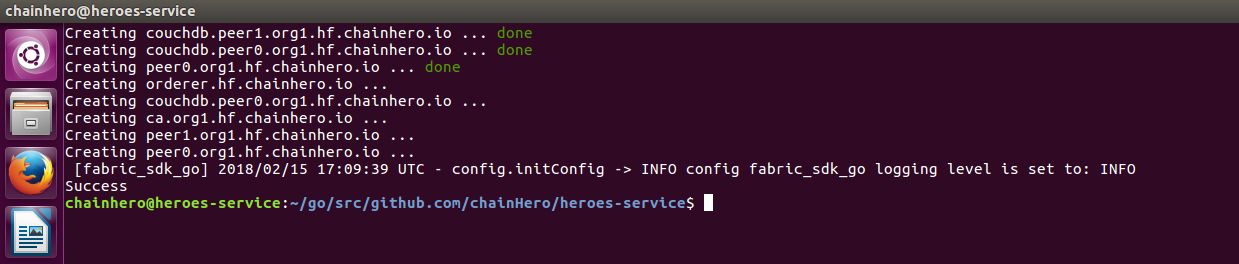 chainhero@heroes-service
Creating couchdb.peer1.org1.hf.chainhero.io ... done
Creating couchdb.peer0.org1.hf.chainhero.io ... done
Creating peer0.org1.hf.chainhero.io ... done
Creating orderer.hf.chainhero.io ...
Creating couchdb.peer0.org1.hf.chainhero.io ...
Creating ca.org1.hf.chainhero.io ...
Creating peer1.org1.hf.chainhero.io ...
Creating peer0.org1.hf.chainhero.io ...
[fabric_sdk_go] 2018/02/15 17:09:39 UTC - config.initConfig -> INFO config fabric_sdk_go logging level is set to: INFO
Success
chainhero@heroes-service:~/go/src/github.com/chainHero/heroes-service$